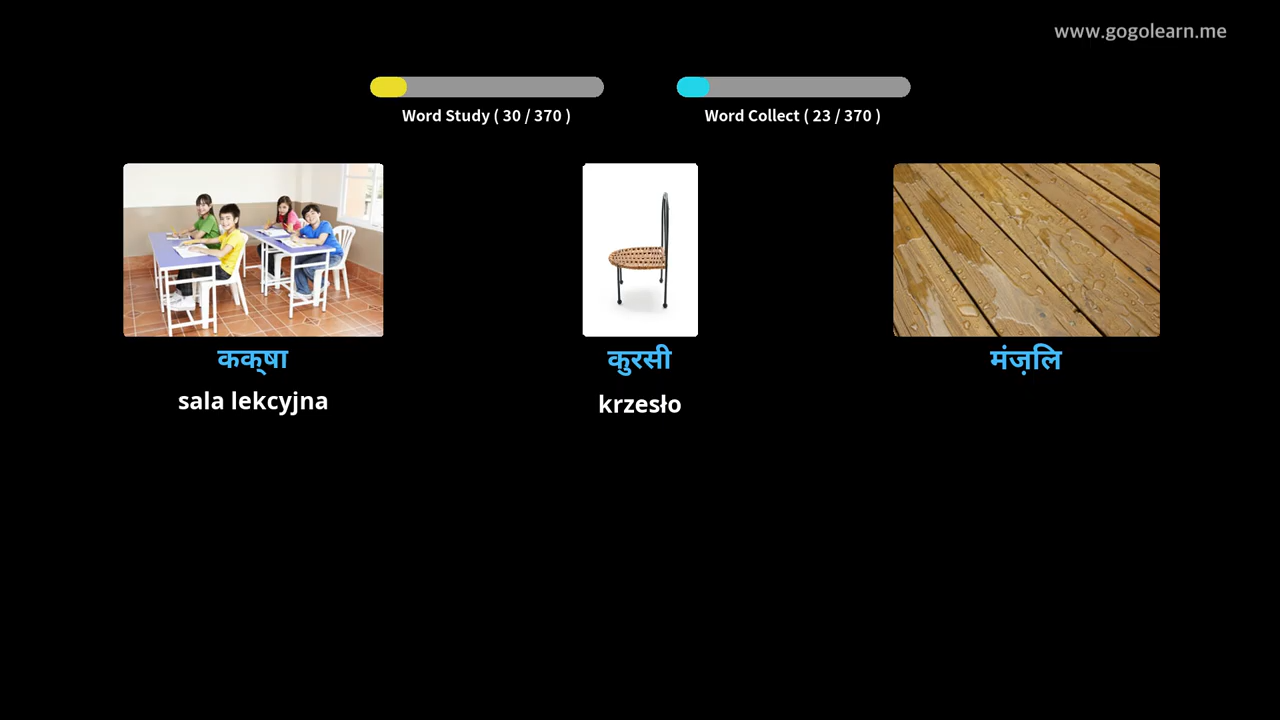 www.gogolearn.me
Word Study ( 30 / 370 )
Word Collect ( 23 / 370 )
कक्षा
कुरसी
मंज़लि
sala lekcyjna
krzesło